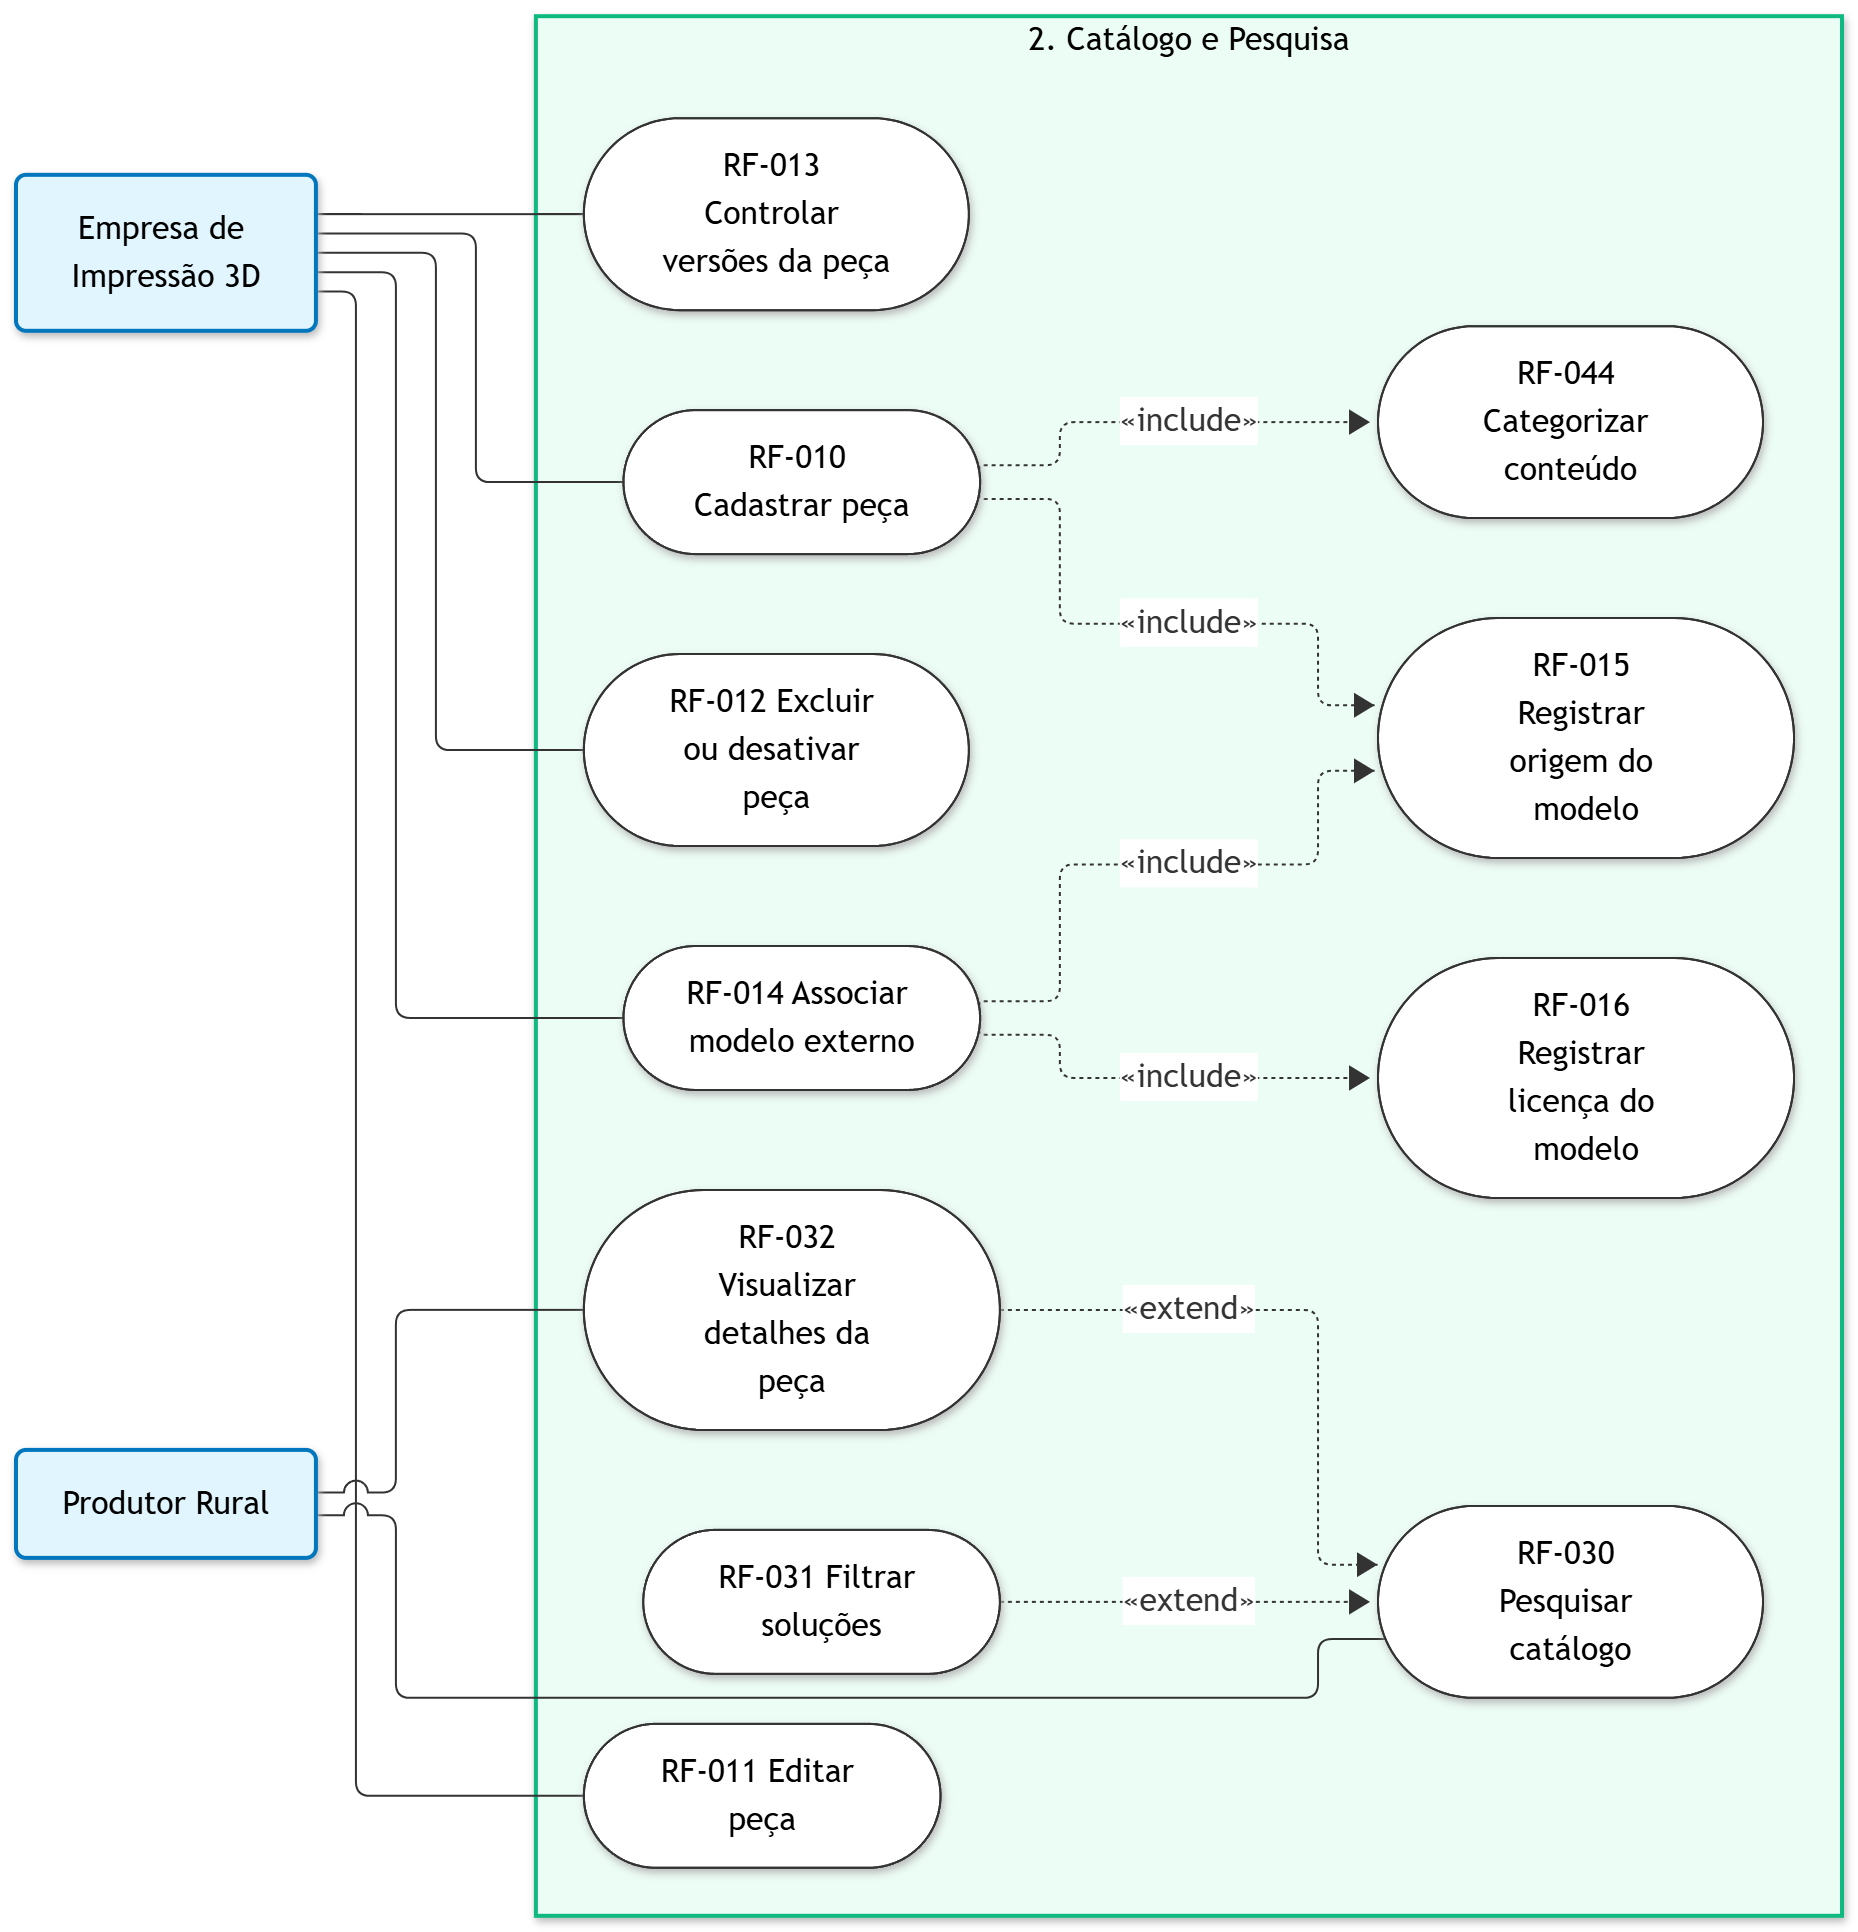 2. Catálogo e Pesquisa
Empresa de
Impressão 3D
RF-013
Controlar
versões da peça
RF-044
Categorizar
conteúdo
RF-010
Cadastrar peça
«include»
«include»
RF-015
Registrar
origem do
modelo
RF-012 Excluir
ou desativar
peça
«include»
RF-014 Associar
modelo externo
«include»
RF-016
Registrar
licença do
modelo
RF-032
Visualizar
detalhes da
peça
«extend»
Produtor Rural
RF-031 Filtrar
soluções
«extend»
RF-030
Pesquisar
catálogo
RF-011 Editar
peça